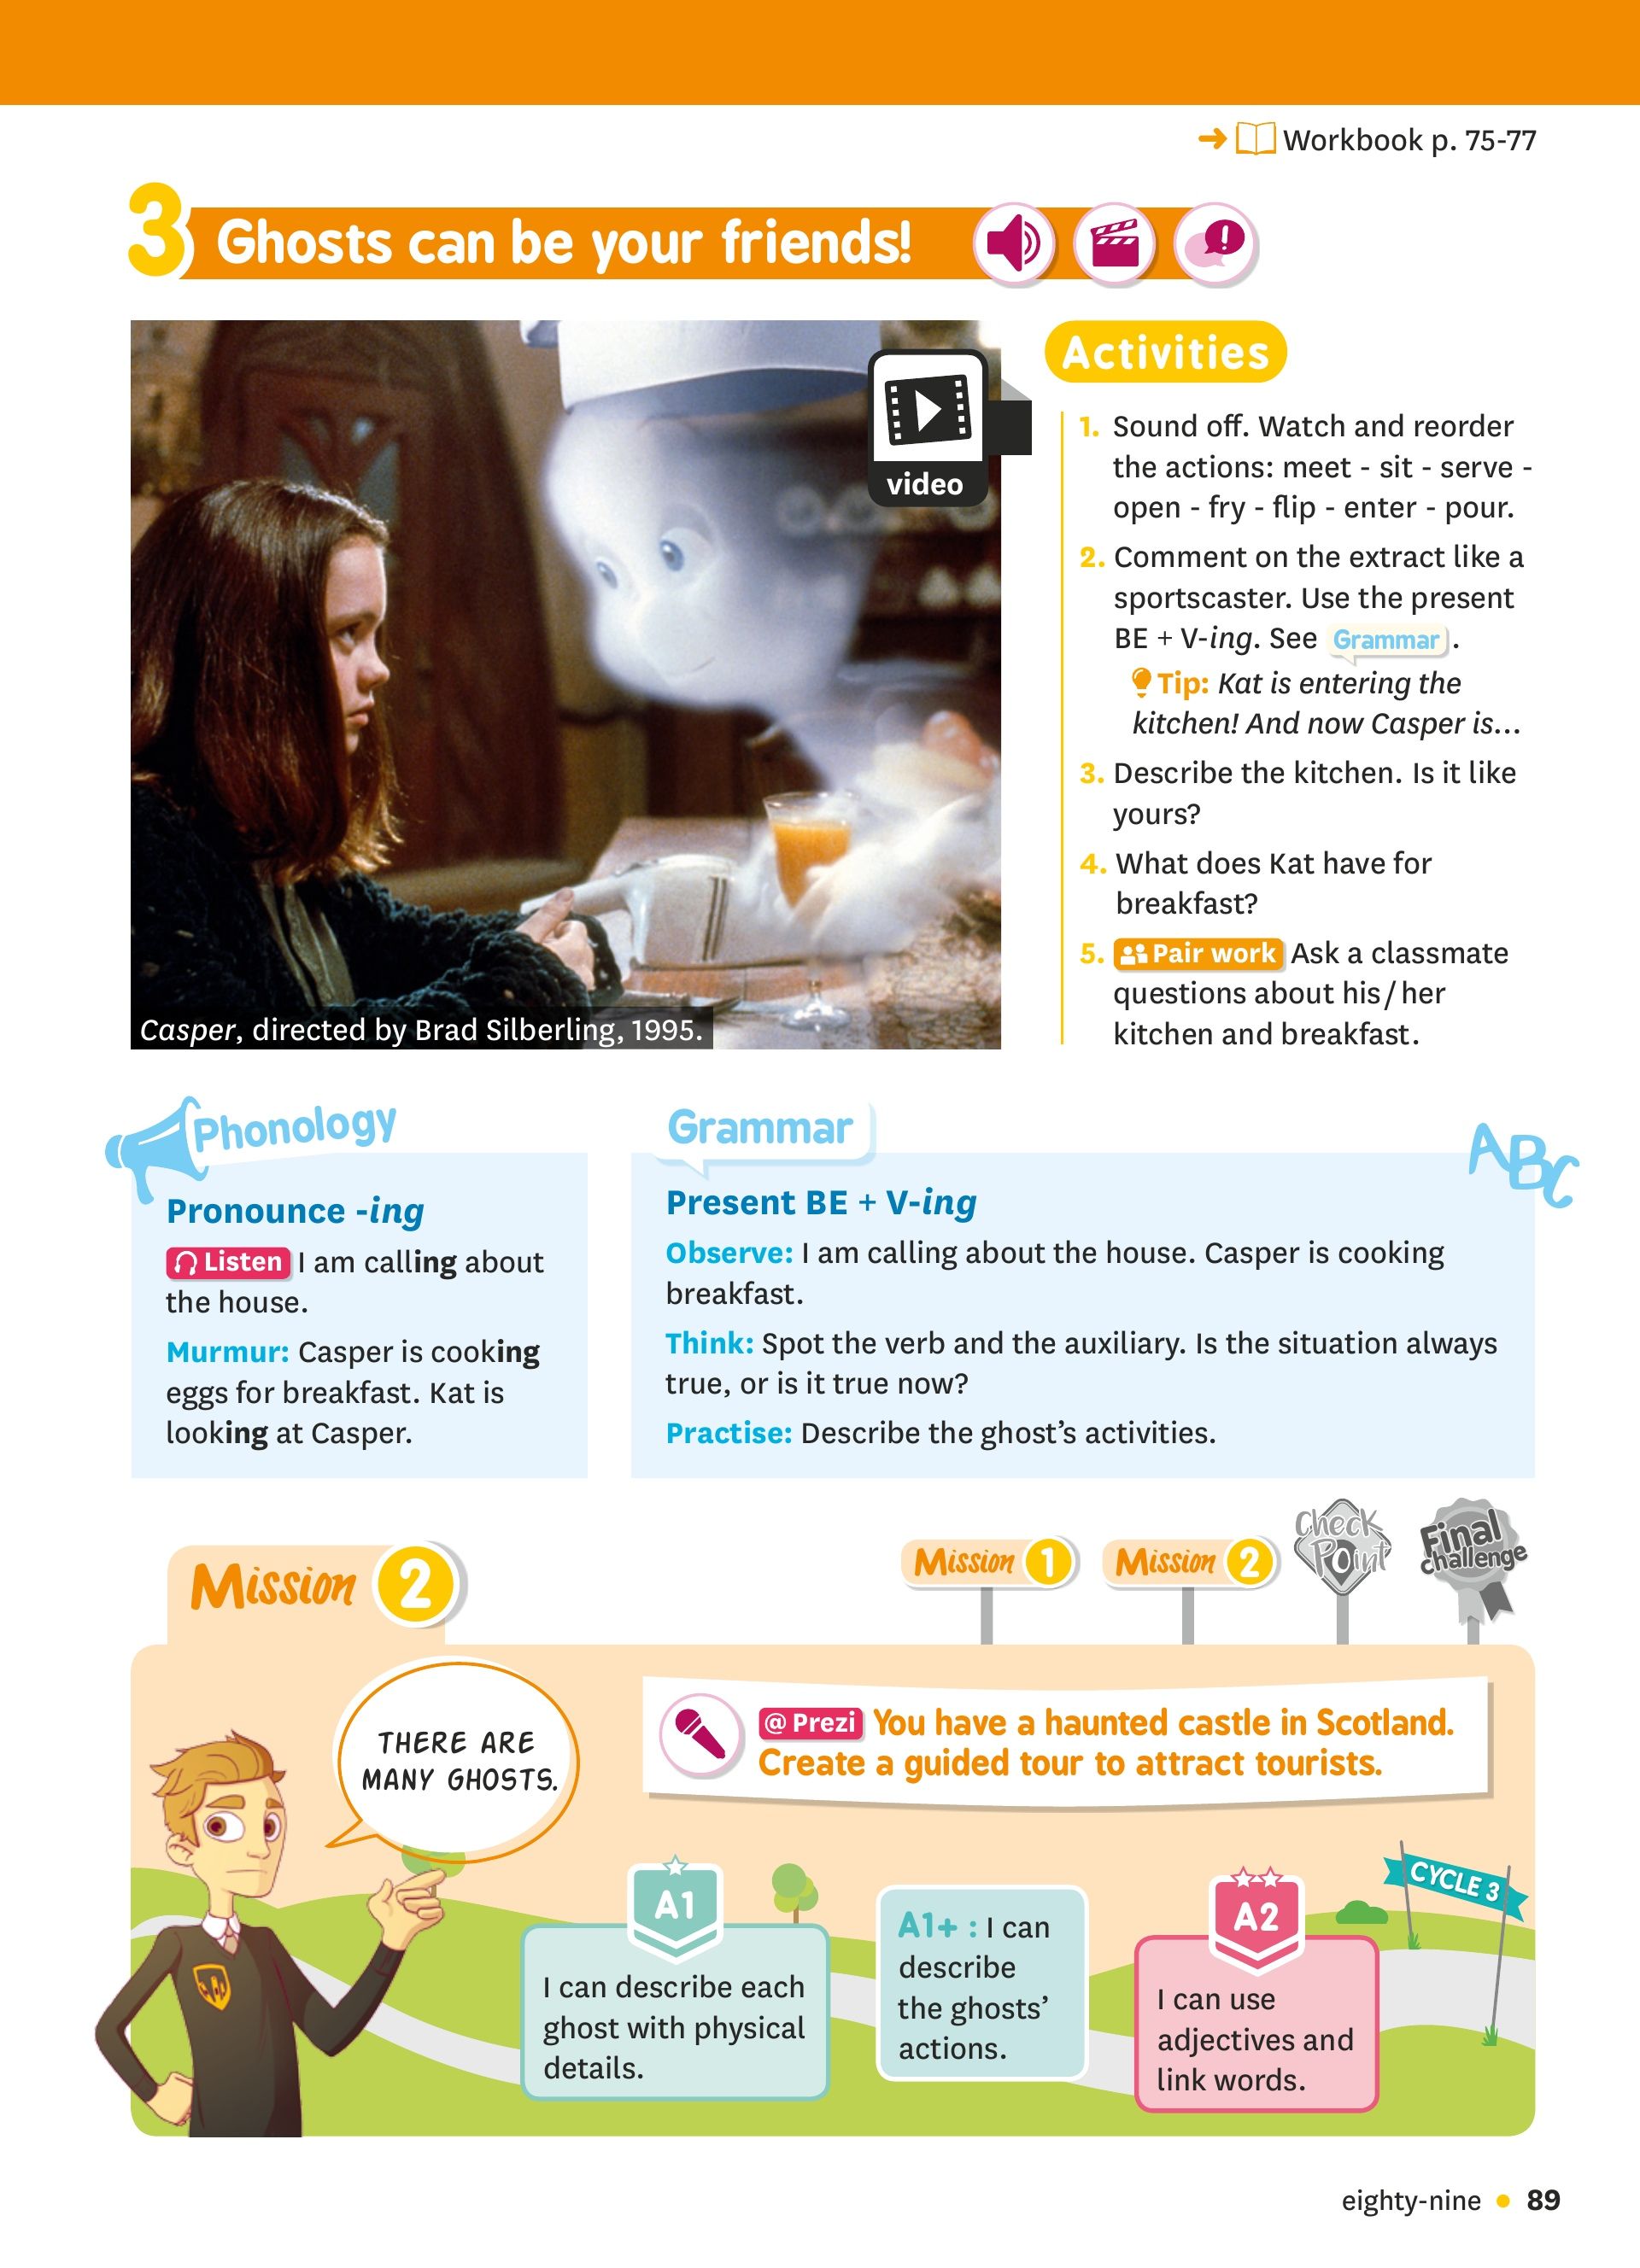 Workbook p. 75-77
3 Ghosts can be your friends!
video
Casper, directed by Brad Silberling, 1995.
Activities
1. Sound off. Watch and reorder
the actions: meet - sit - serve -
open - fry - flip - enter - pour.
2. Comment on the extract like a
sportscaster. Use the present
BE + V-ing. See Grammar.
Tip: Kat is entering the
kitchen! And now Casper is...
3. Describe the kitchen. Is it like
yours?
4. What does Kat have for
breakfast?
5. Pair work Ask a classmate
questions about his / her
kitchen and breakfast.
Phonology
Pronounce -ing
Listen I am calling about
the house.
Murmur: Casper is cooking
eggs for breakfast. Kat is
looking at Casper.
Grammar
ABC
Present BE + V-ing
Observe: I am calling about the house. Casper is cooking
breakfast.
Think: Spot the verb and the auxiliary. Is the situation always
true, or is it true now?
Practise: Describe the ghost's activities.
Mission 2
Mission 1
Mission 2
Check
Point
Final
challenge
THERE ARE
MANY GHOSTS.
@ Prezi You have a haunted castle in Scotland.
Create a guided tour to attract tourists.
A1
I can describe each
ghost with physical
details.
A1+ : I can
describe
the ghosts'
actions.
A2
I can use
adjectives and
link words.
CYCLE 3
eighty-nine • 89